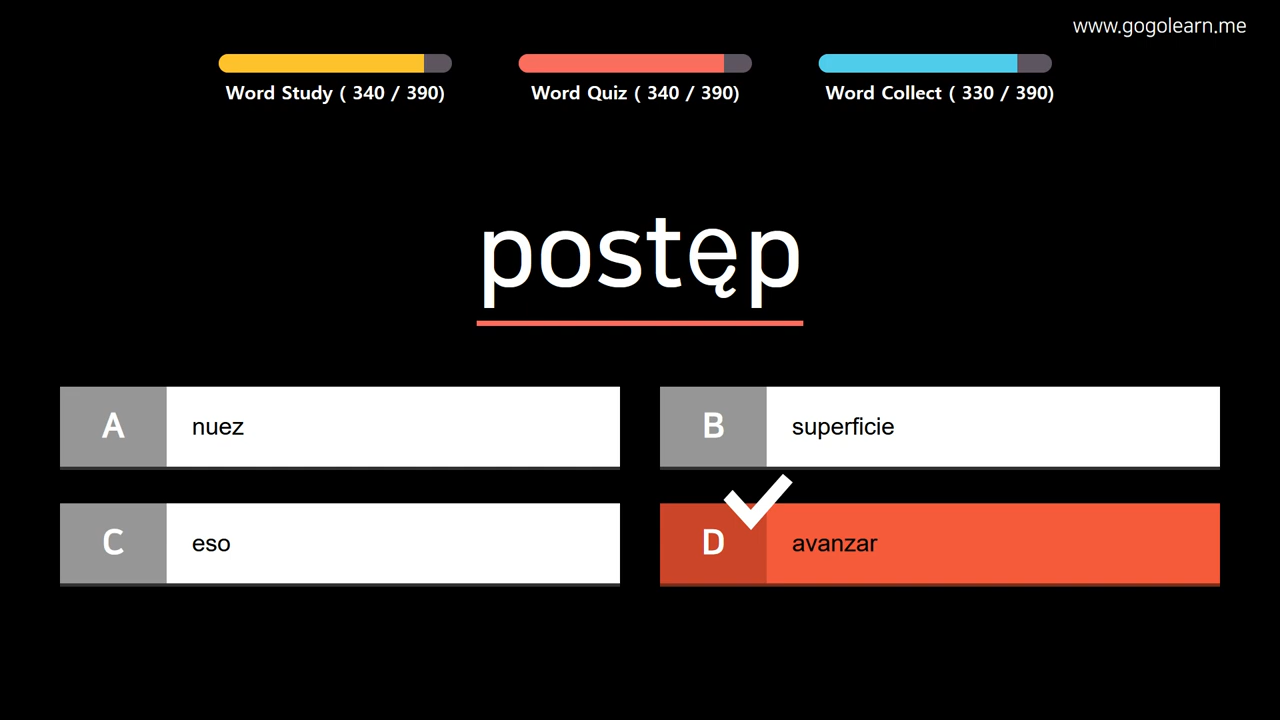 www.gogolearn.me
Word Study ( 340 / 390)
Word Quiz ( 340 / 390)
Word Collect ( 330 / 390)
postęp
A nuez
B superficie
C eso
D avanzar